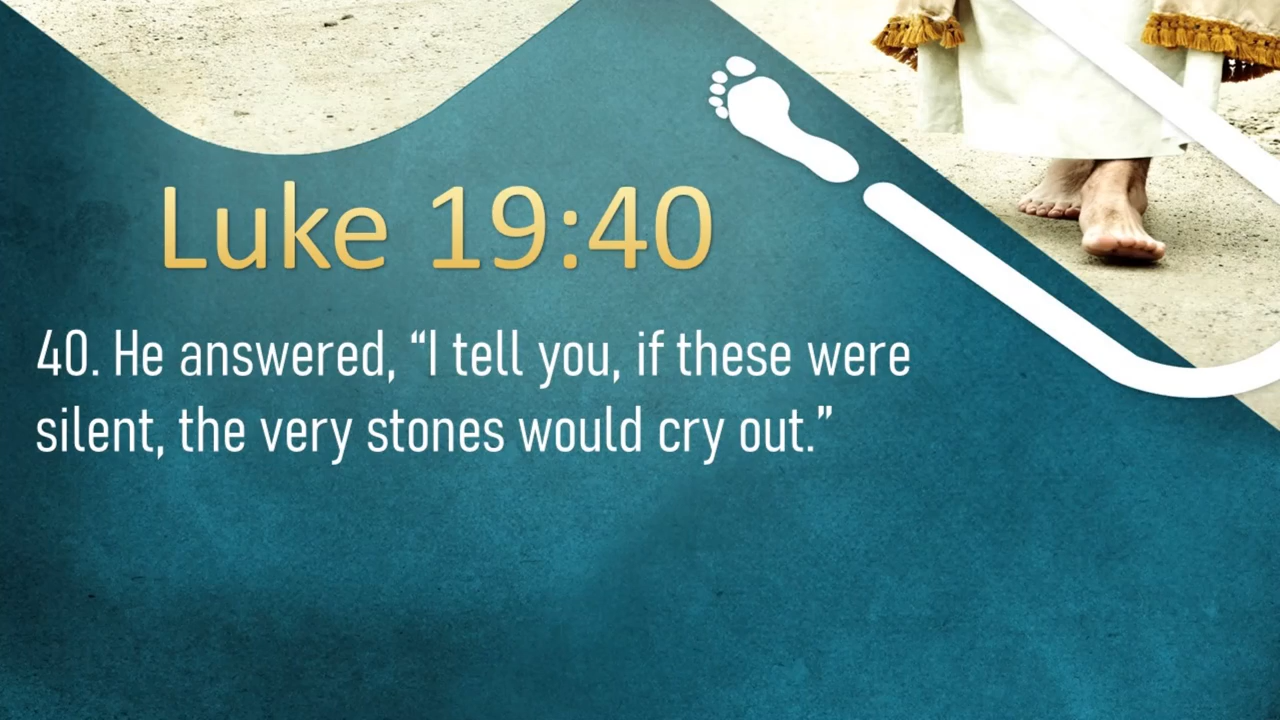 Luke 19:40
40. He answered, “I tell you, if these were
silent, the very stones would cry out.”